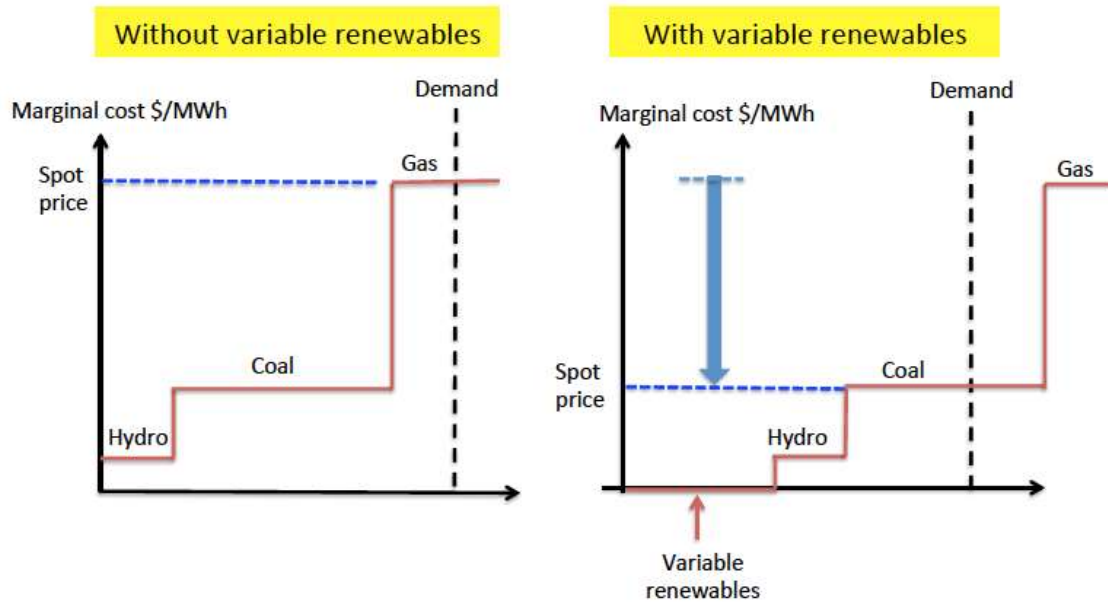 Without variable renewables
Demand
Marginal cost $/MWh
Gas
Spot
price
Coal
Hydro
With variable renewables
Demand
Marginal cost $/MWh
Gas
Spot
price
Coal
Hydro
Variable
renewables